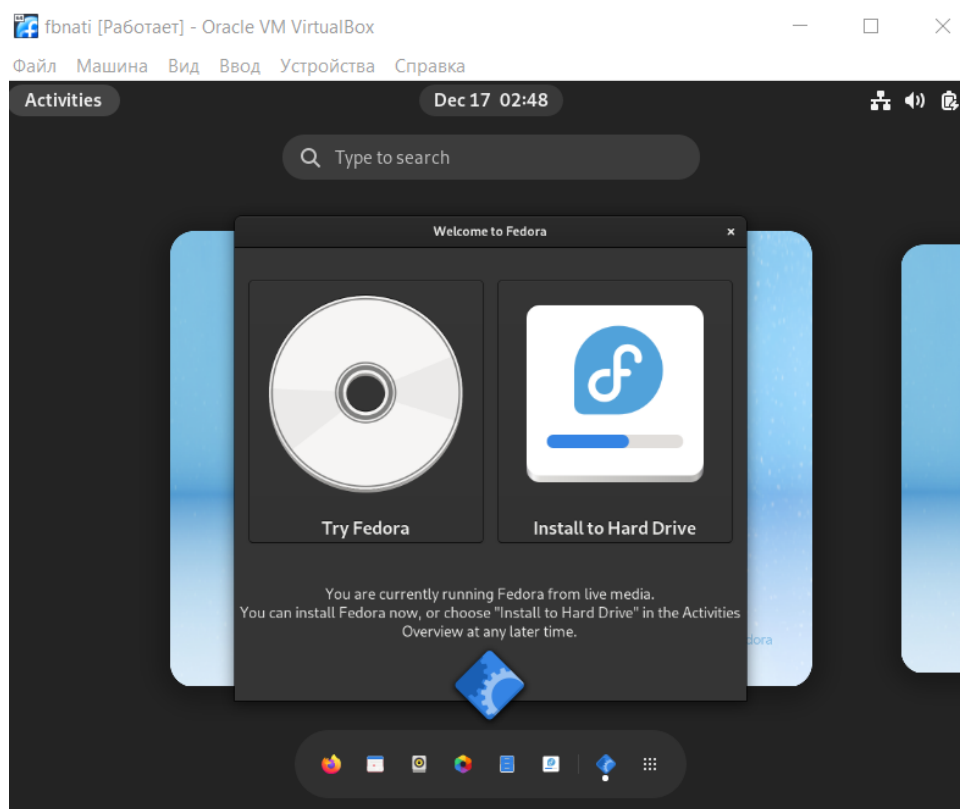 fbnati [Работает] - Oracle VM VirtualBox
Файл Машина Вид Ввод Устройства Справка
Activities Dec 17 02:48
Type to search
Welcome to Fedora
Try Fedora Install to Hard Drive
You are currently running Fedora from live media.
You can install Fedora now, or choose "Install to Hard Drive" in the Activities
Overview at any later time.
dora